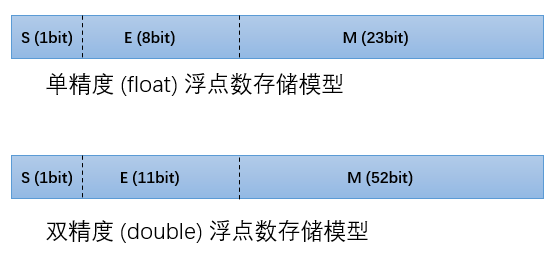 S (1bit) E (8bit) M (23bit)
单精度 (float) 浮点数存储模型
S (1bit) E (11bit) M (52bit)
双精度 (double) 浮点数存储模型